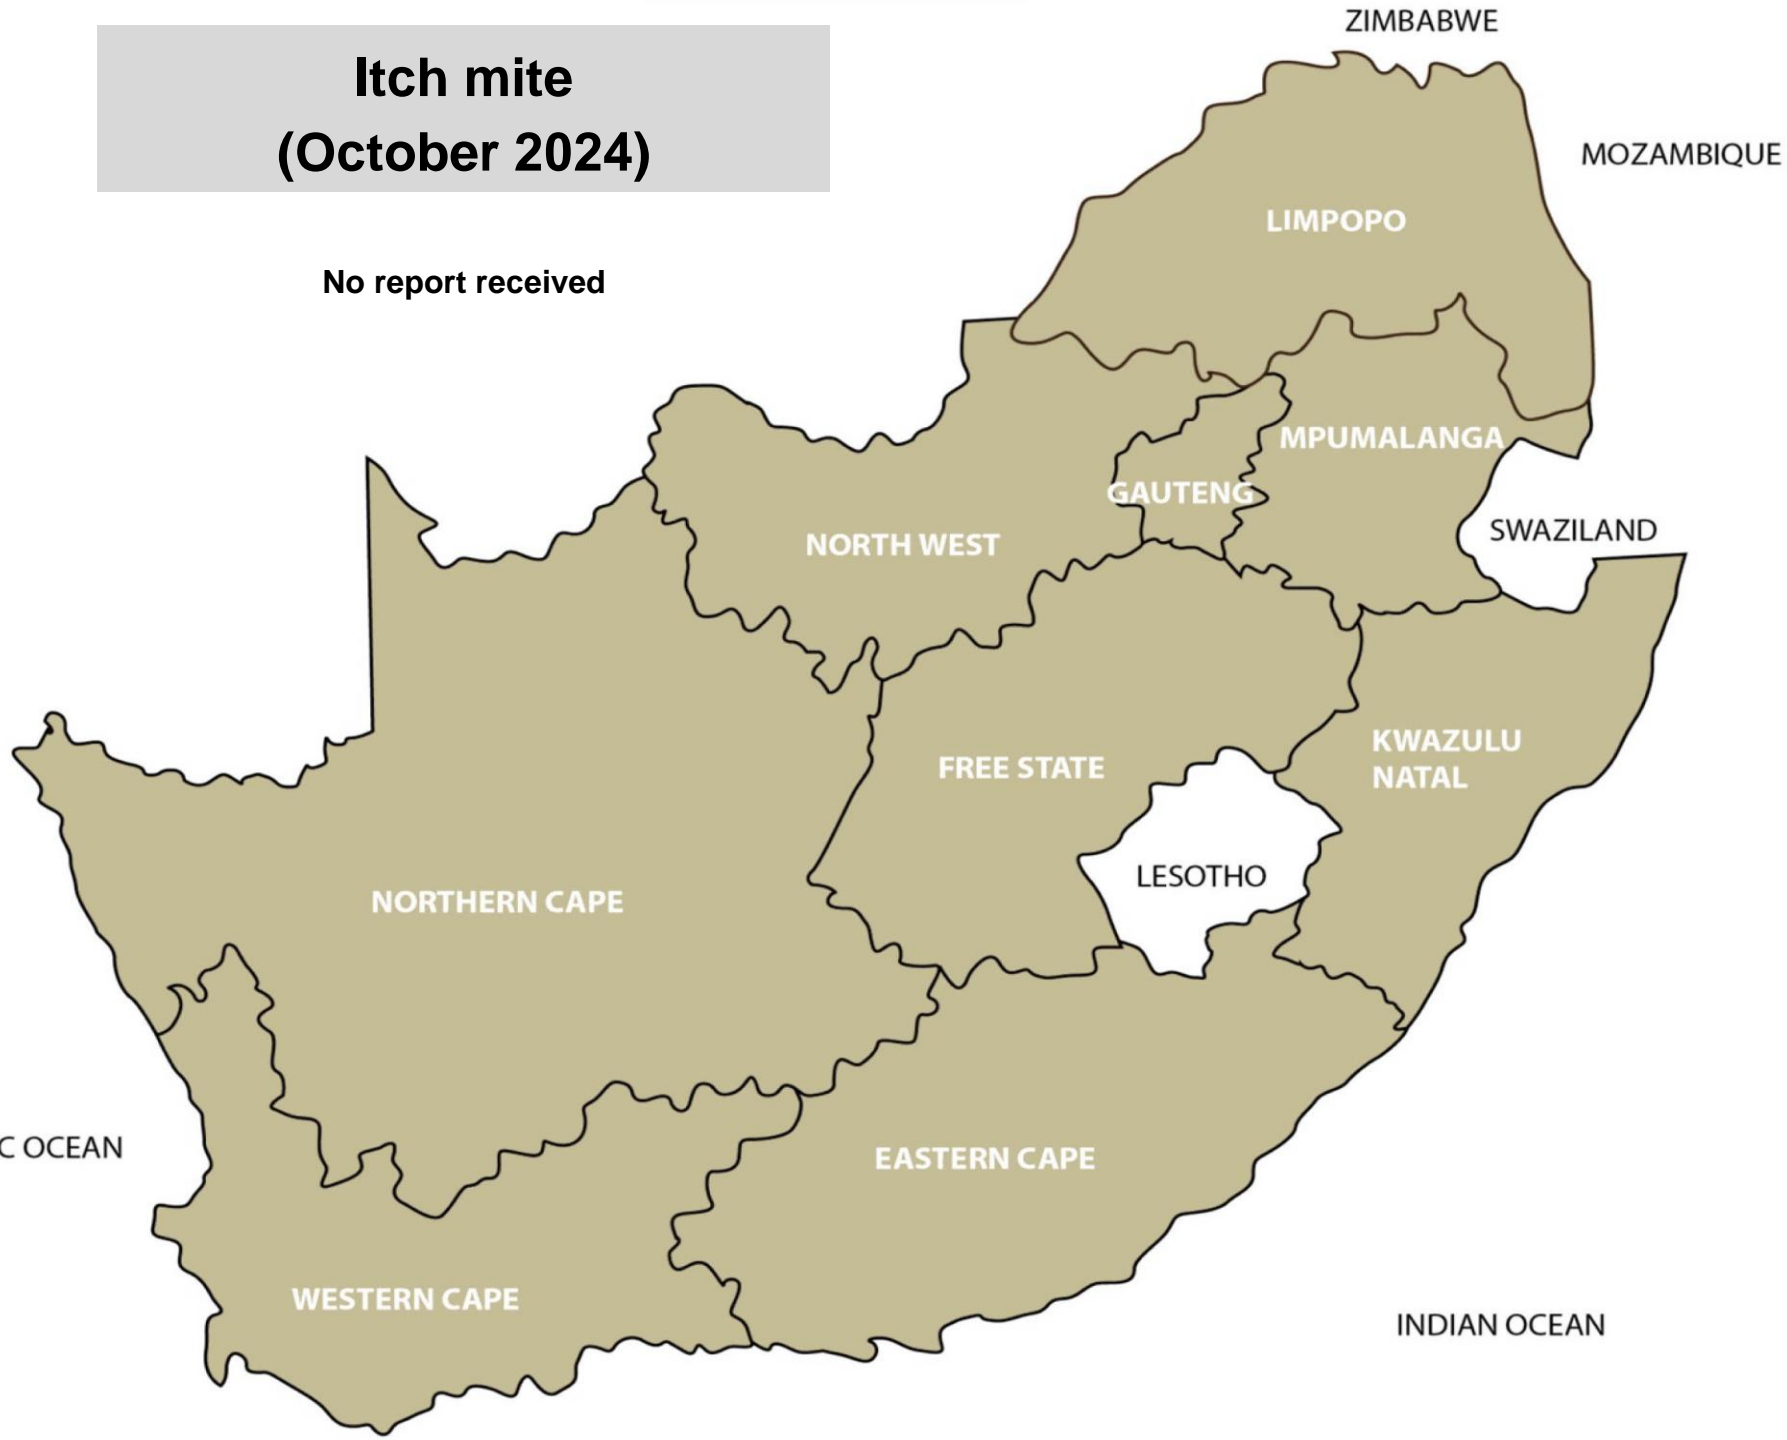 ZIMBABWE
Itch mite
(October 2024)
MOZAMBIQUE
LIMPOPO
No report received
MPUMALANGA
GAUTENG
SWAZILAND
NORTH WEST
KWAZULU
NATAL
FREE STATE
LESOTHO
NORTHERN CAPE
C OCEAN
EASTERN CAPE
WESTERN CAPE
INDIAN OCEAN